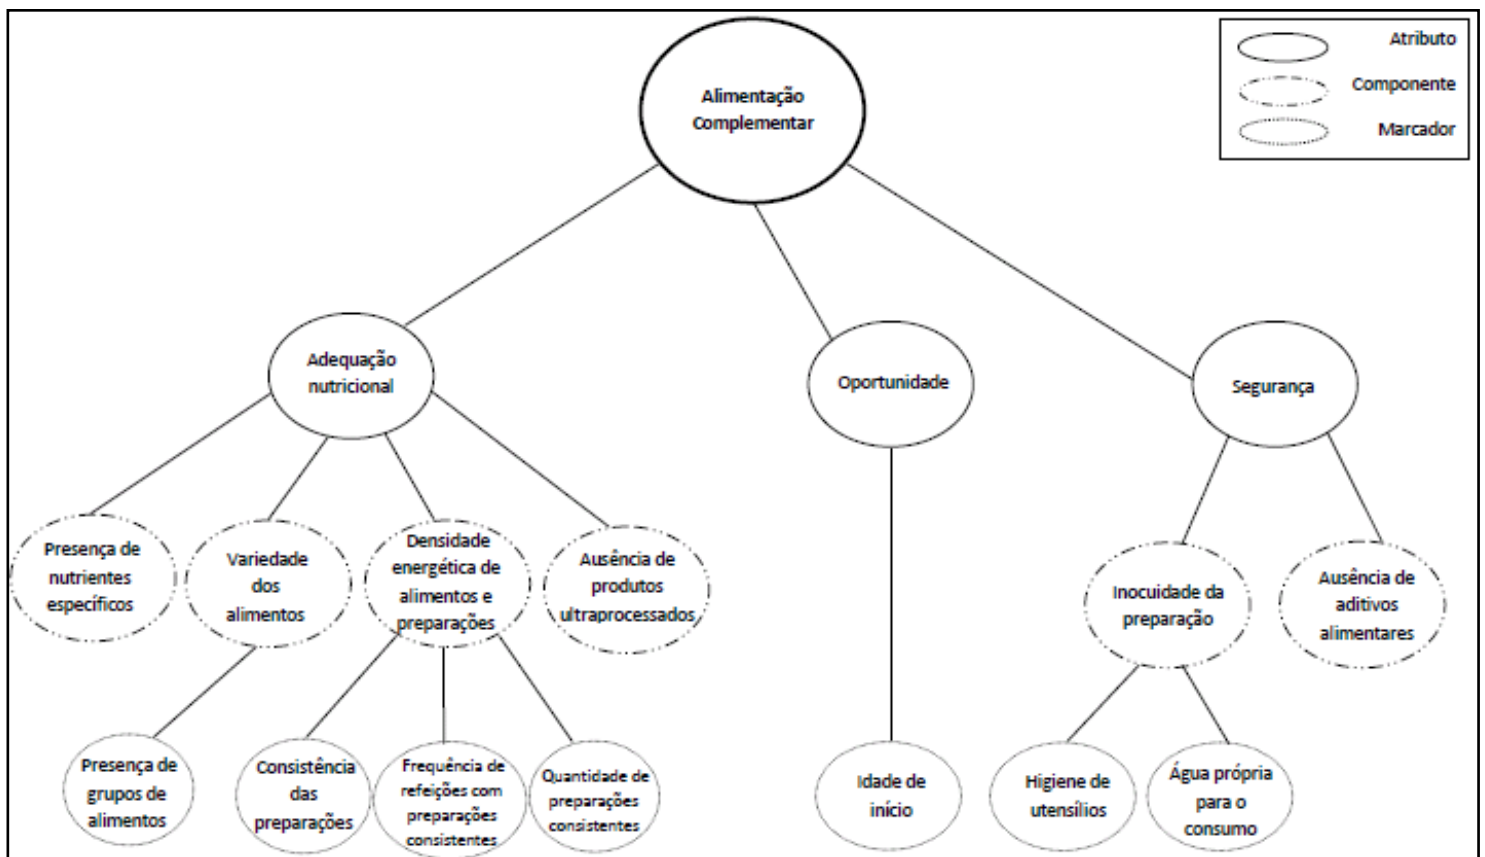 Alimentação
Complementar
Atributo
Componente
Marcador
Adequação
nutricional
Oportunidade
Segurança
Presença de
nutrientes
específicos
Variedade
dos
alimentos
Densidade
energética de
alimentos e
preparações
Ausência de
produtos
ultraprocessados
Inocuidade da
preparação
Ausência de
aditivos
alimentares
Presença de
grupos de
alimentos
Consistência
das
preparações
Frequência de
refeições com
preparações
consistentes
Quantidade de
preparações
consistentes
Idade de
início
Higiene de
utensílios
Água própria
para o
consumo